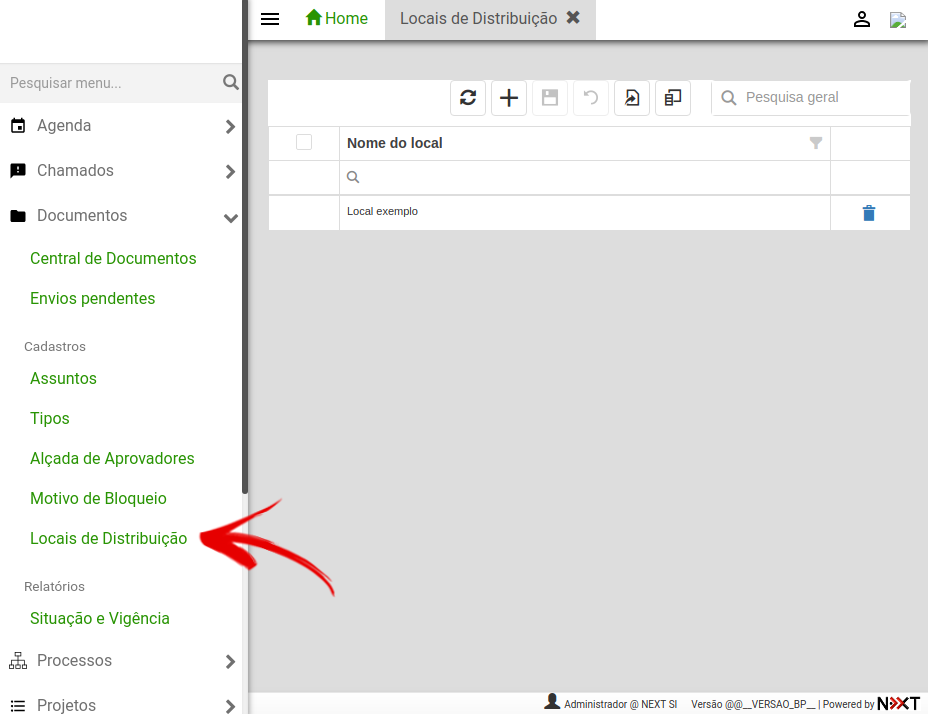 Home
Locais de Distribuição
Pesquisar menu...
Agenda
Chamados
Documentos
Central de Documentos
Envios pendentes
Cadastros
Assuntos
Tipos
Alçada de Aprovadores
Motivo de Bloqueio
Locais de Distribuição
Relatórios
Situação e Vigência
Processos
Projetos
Pesquisa geral
Nome do local
Local exemplo
Administrador @ NEXT SI Versão @@__VERSAO_BP__ | Powered by NEXXT